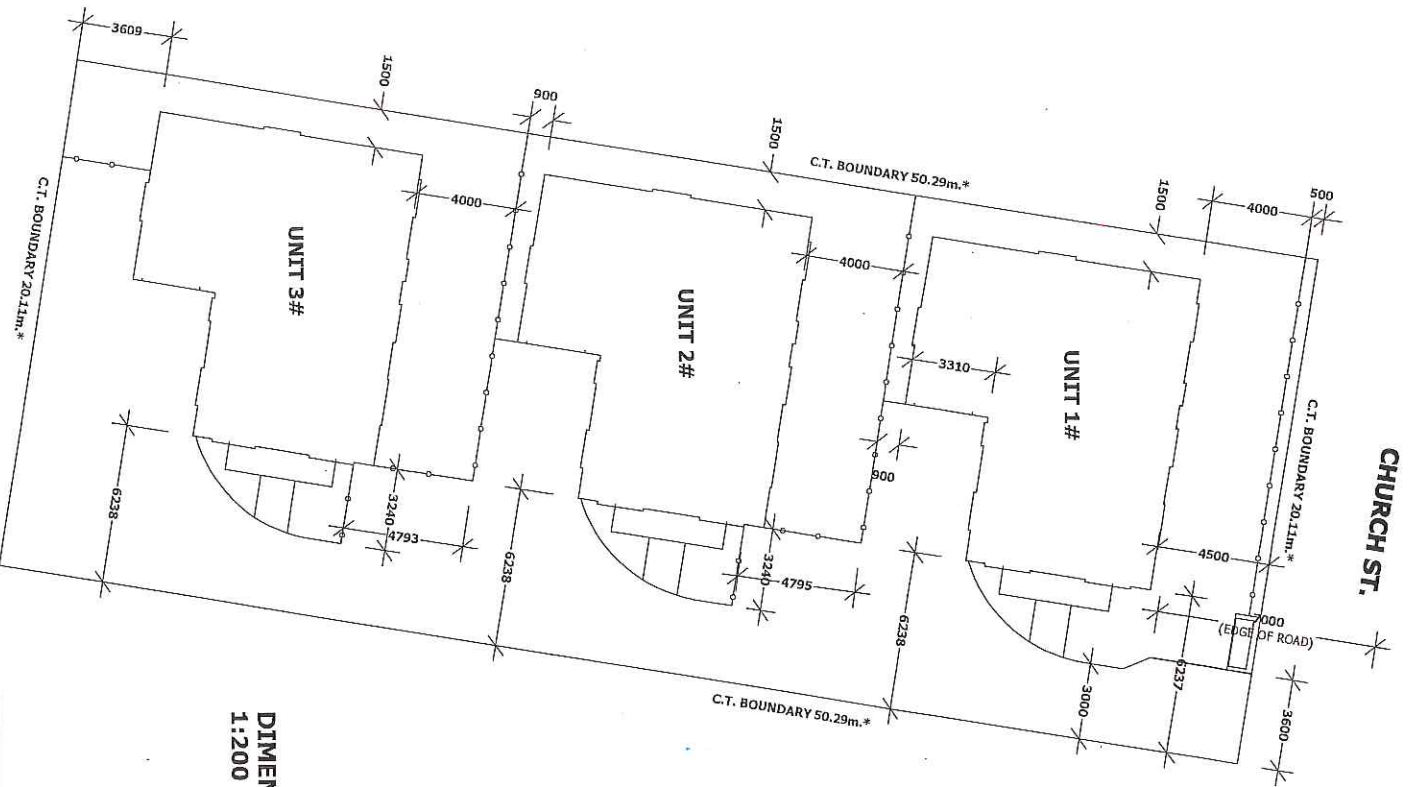 CHURCH ST.
500
4000
1500
C.T. BOUNDARY 50.29m.*
1500
900
1500
3609
C.T. BOUNDARY 20.11m.*
UNIT 1#
4500
7000
(EDGE OF ROAD)
3600
6237
3000
3310
900
4000
UNIT 2#
6238
4795
3240
4000
UNIT 3#
6238
4793
3240
6238
C.T. BOUNDARY 50.29m.*
C.T. BOUNDARY 20.11m.*
DIMEN
1:200